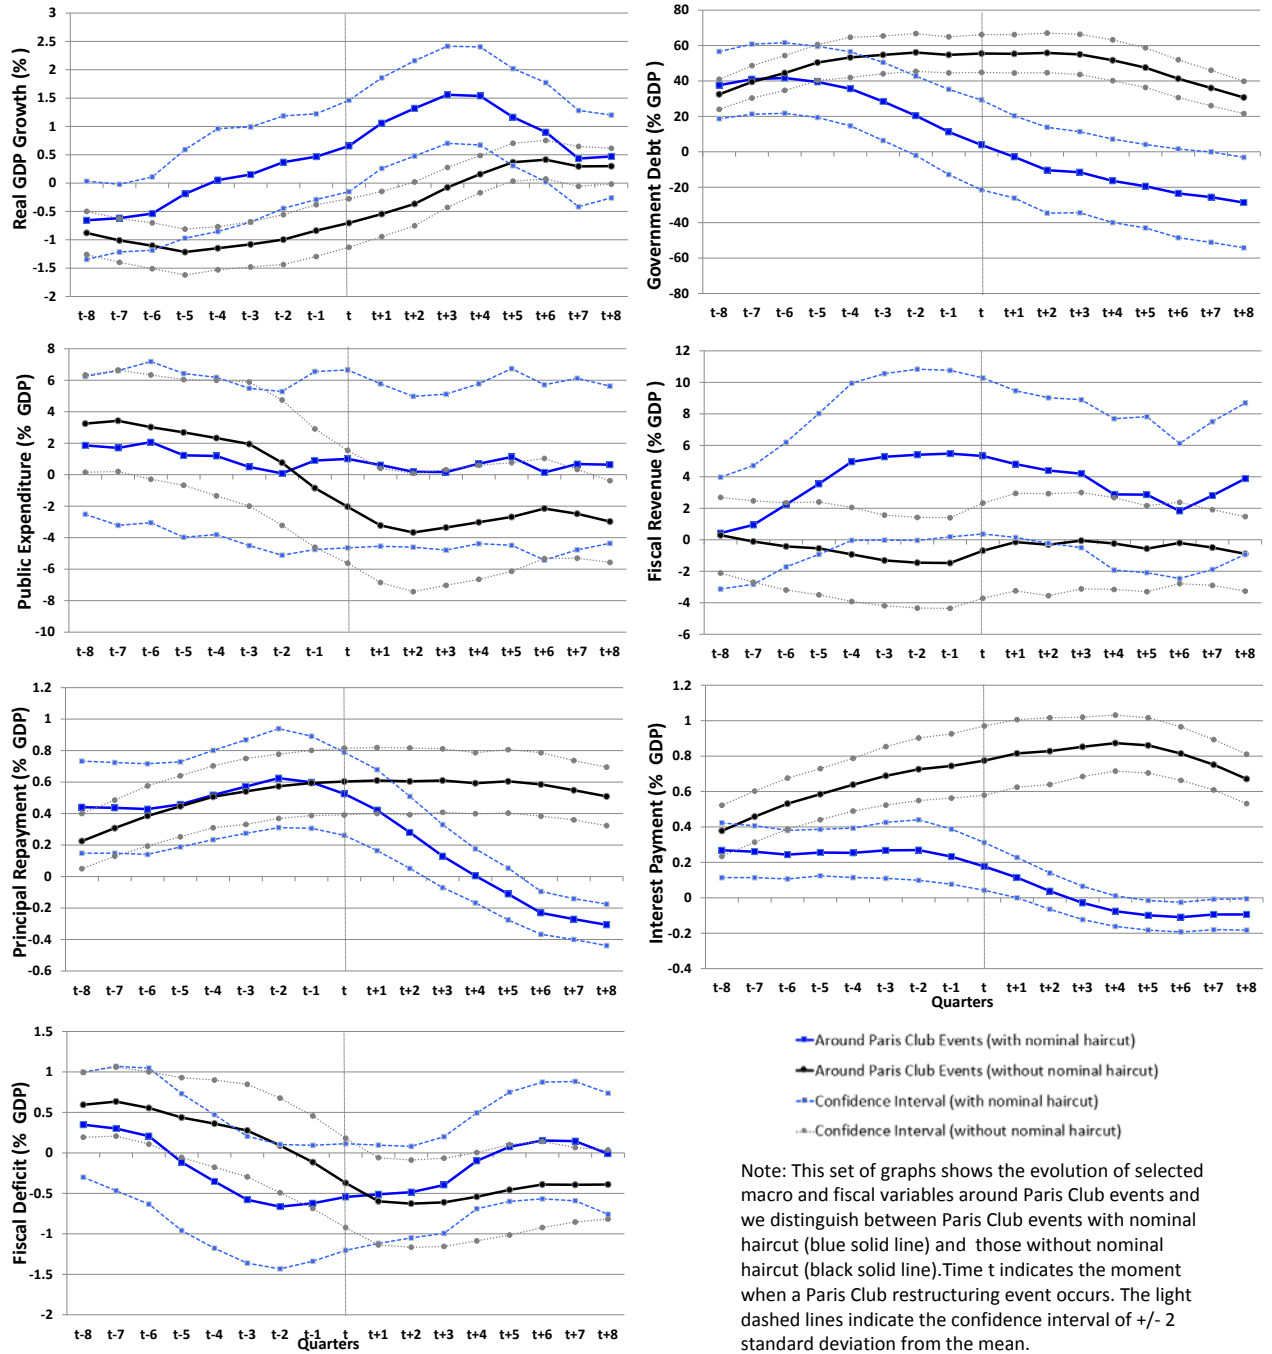 Real GDP Growth (% )
3
2.5
2
1.5
1
0.5
0
-0.5
-1
-1.5
-2
t-8 t-7 t-6 t-5 t-4 t-3 t-2 t-1 t t+1 t+2 t+3 t+4 t+5 t+6 t+7 t+8
Government Debt (% GDP )
80
60
40
20
0
-20
-40
-60
-80
t-8 t-7 t-6 t-5 t-4 t-3 t-2 t-1 t t+1 t+2 t+3 t+4 t+5 t+6 t+7 t+8
Public Expenditure (% GDP)
8
6
4
2
0
-2
-4
-6
-8
-10
t-8 t-7 t-6 t-5 t-4 t-3 t-2 t-1 t t+1 t+2 t+3 t+4 t+5 t+6 t+7 t+8
Fiscal Revenue (% GDP )
12
10
8
6
4
2
0
-2
-4
-6
t-8 t-7 t-6 t-5 t-4 t-3 t-2 t-1 t t+1 t+2 t+3 t+4 t+5 t+6 t+7 t+8
Principal Repayment (% GDP)
1.2
1
0.8
0.6
0.4
0.2
0
-0.2
-0.4
-0.6
t-8 t-7 t-6 t-5 t-4 t-3 t-2 t-1 t t+1 t+2 t+3 t+4 t+5 t+6 t+7 t+8
Interest Payment (% GDP)
1.2
1
0.8
0.6
0.4
0.2
0
-0.2
-0.4
t-8 t-7 t-6 t-5 t-4 t-3 t-2 t-1 t t+1 t+2 t+3 t+4 t+5 t+6 t+7 t+8
Quarters
Fiscal Deficit (% GDP)
1.5
1
0.5
0
-0.5
-1
-1.5
-2
t-8 t-7 t-6 t-5 t-4 t-3 t-2 t-1 t t+1 t+2 t+3 t+4 t+5 t+6 t+7 t+8
Quarters
Around Paris Club Events (with nominal haircut)
Around Paris Club Events (without nominal haircut)
Confidence Interval (with nominal haircut)
Confidence Interval (without nominal haircut)
Note: This set of graphs shows the evolution of selected
macro and fiscal variables around Paris Club events and
we distinguish between Paris Club events with nominal
haircut (blue solid line) and those without nominal
haircut (black solid line).Time t indicates the moment
when a Paris Club restructuring event occurs. The light
dashed lines indicate the confidence interval of +/- 2
standard deviation from the mean.